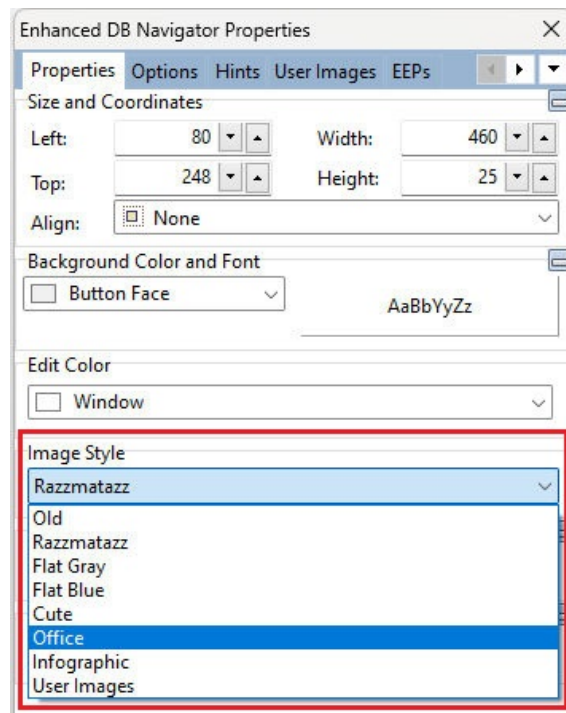 Enhanced DB Navigator Properties
Properties Options Hints User Images EEPs
Size and Coordinates
Left: 80 Width: 460
Top: 248 Height: 25
Align: None
Background Color and Font
Button Face AaBbYyZz
Edit Color
Window
Image Style
Razzmatazz
Old
Razzmatazz
Flat Gray
Flat Blue
Cute
Office
Infographic
User Images